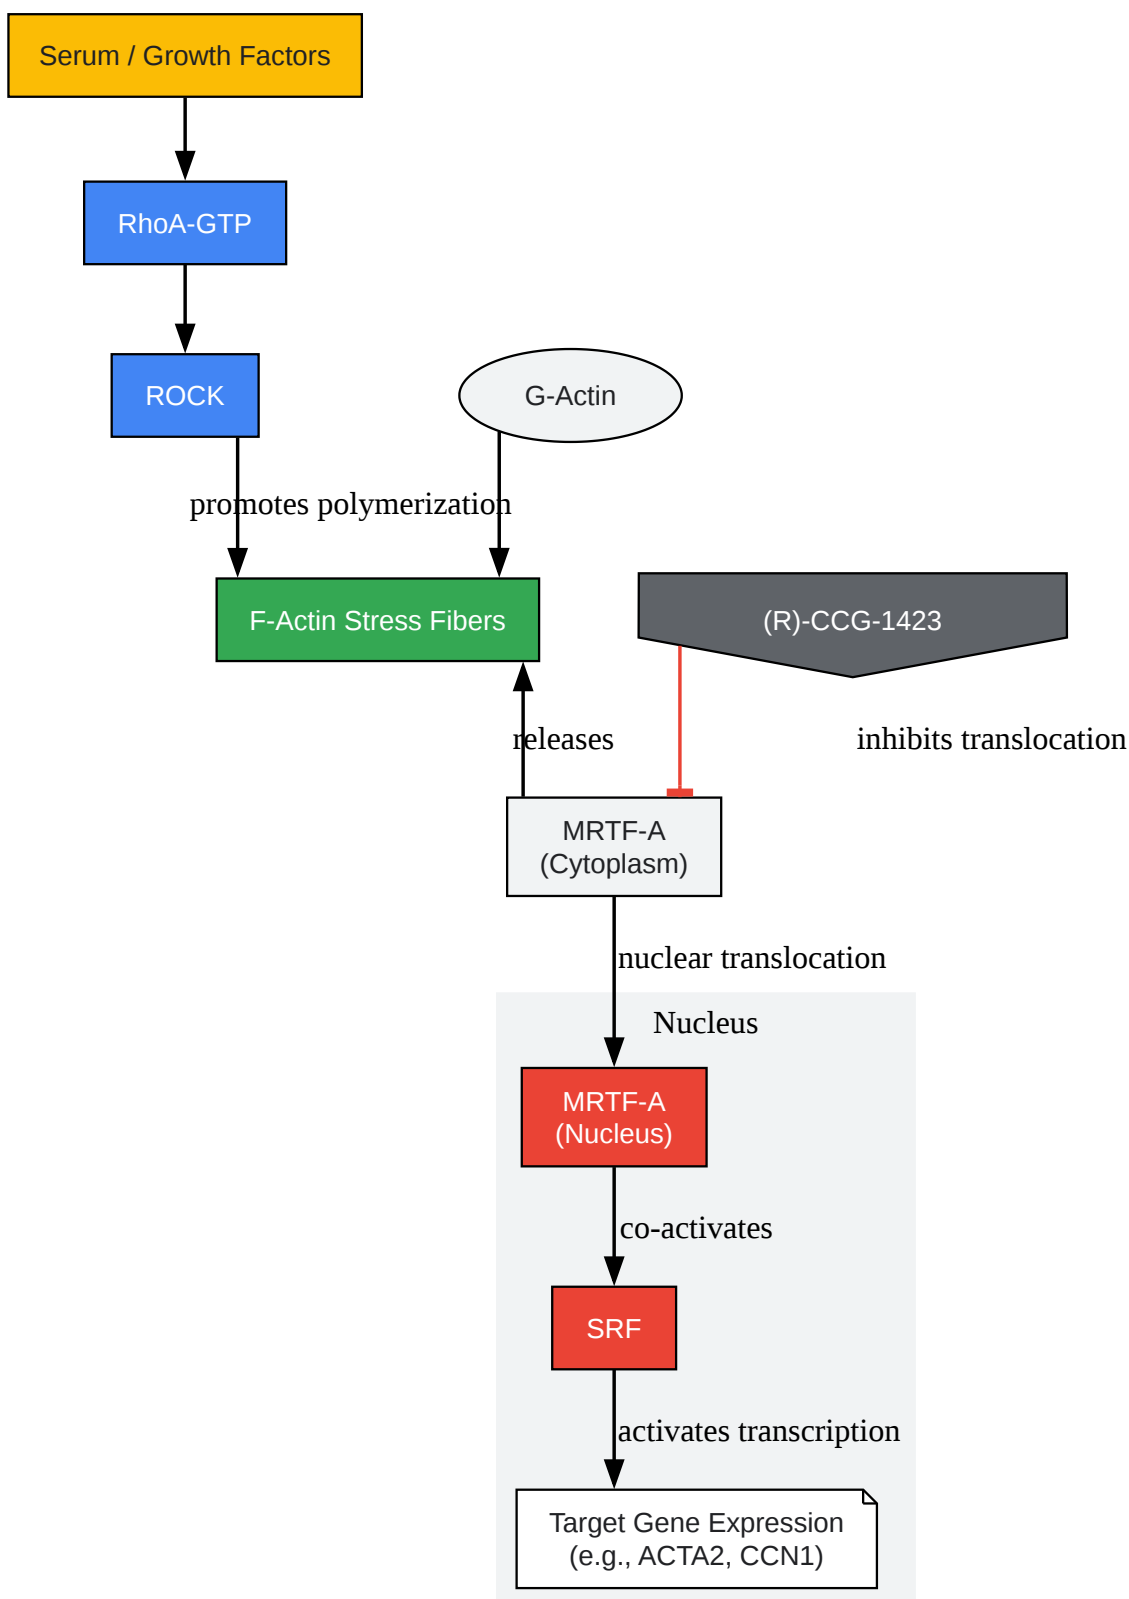 Serum / Growth Factors
RhoA-GTP
ROCK
G-Actin
promotes polymerization
F-Actin Stress Fibers
(R)-CCG-1423
releases
inhibits translocation
MRTF-A
(Cytoplasm)
nuclear translocation
Nucleus
MRTF-A
(Nucleus)
co-activates
SRF
activates transcription
Target Gene Expression
(e.g., ACTA2, CCN1)